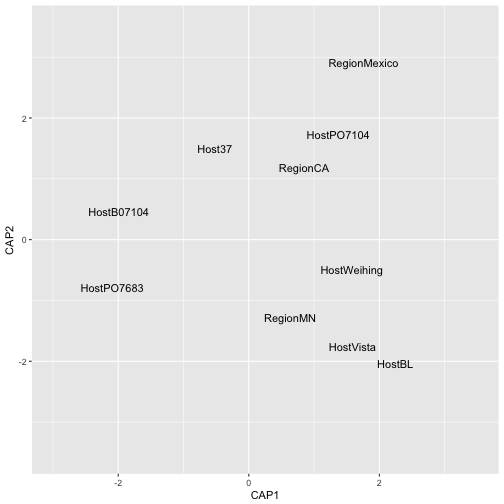 RegionMexico
2
HostPO7104
Host37
RegionCA
HostB07104
0
CAP2
HostWeihing
HostPO7683
RegionMN
HostVista
-2
HostBL
-2 0 2
CAP1